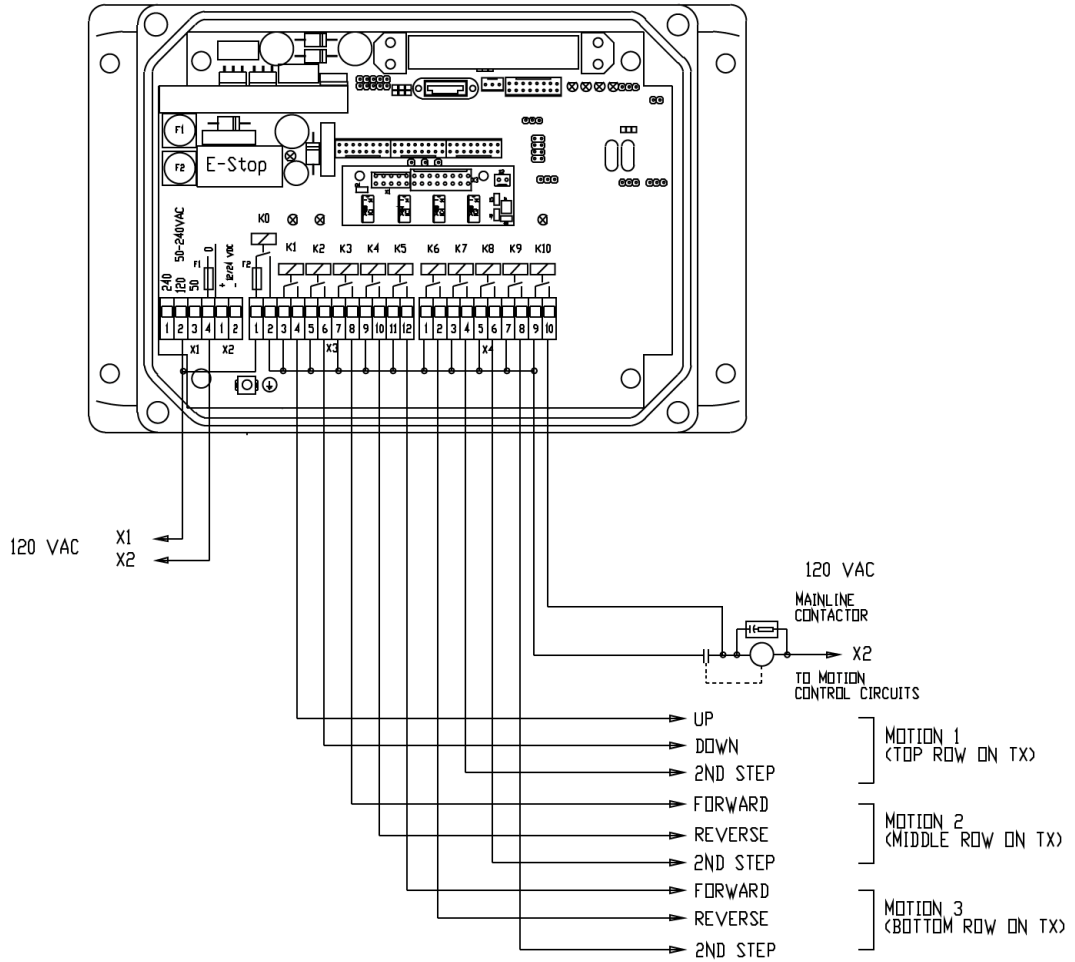 F1
F2
E-Stop
240
120
50
50-240VAC
F1
0
+ 12/24 VDC
-
F2
K0
K1 K2 K3 K4 K5 K6 K7 K8 K9 K10
1 2 3 4 1 2
1 2 3 4 5 6 7 8 9 10 11 12
1 2 3 4 5 6 7 8 9 10
X1 X2 X3 X4
120 VAC X1
X2
120 VAC
MAINLINE
CONTACTOR
X2
TO MOTION
CONTROL CIRCUITS
UP
DOWN
2ND STEP
MOTION 1
(TOP ROW ON TX)
FORWARD
REVERSE
2ND STEP
MOTION 2
(MIDDLE ROW ON TX)
FORWARD
REVERSE
2ND STEP
MOTION 3
(BOTTOM ROW ON TX)